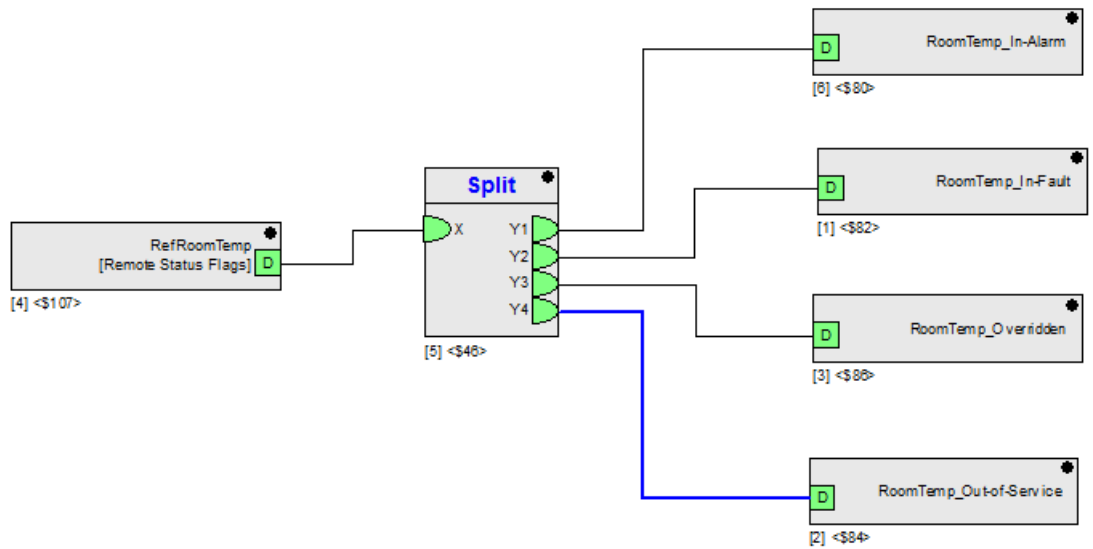 RoomTemp_In-Alarm
D
[6] <$80>
RoomTemp_In-Fault
D
[1] <$82>
Split
X
Y1
Y2
Y3
Y4
[5] <$46>
RefRoomTemp
[Remote Status Flags]
D
[4] <$107>
RoomTemp_Overridden
D
[3] <$86>
RoomTemp_Out-of-Service
D
[2] <$84>